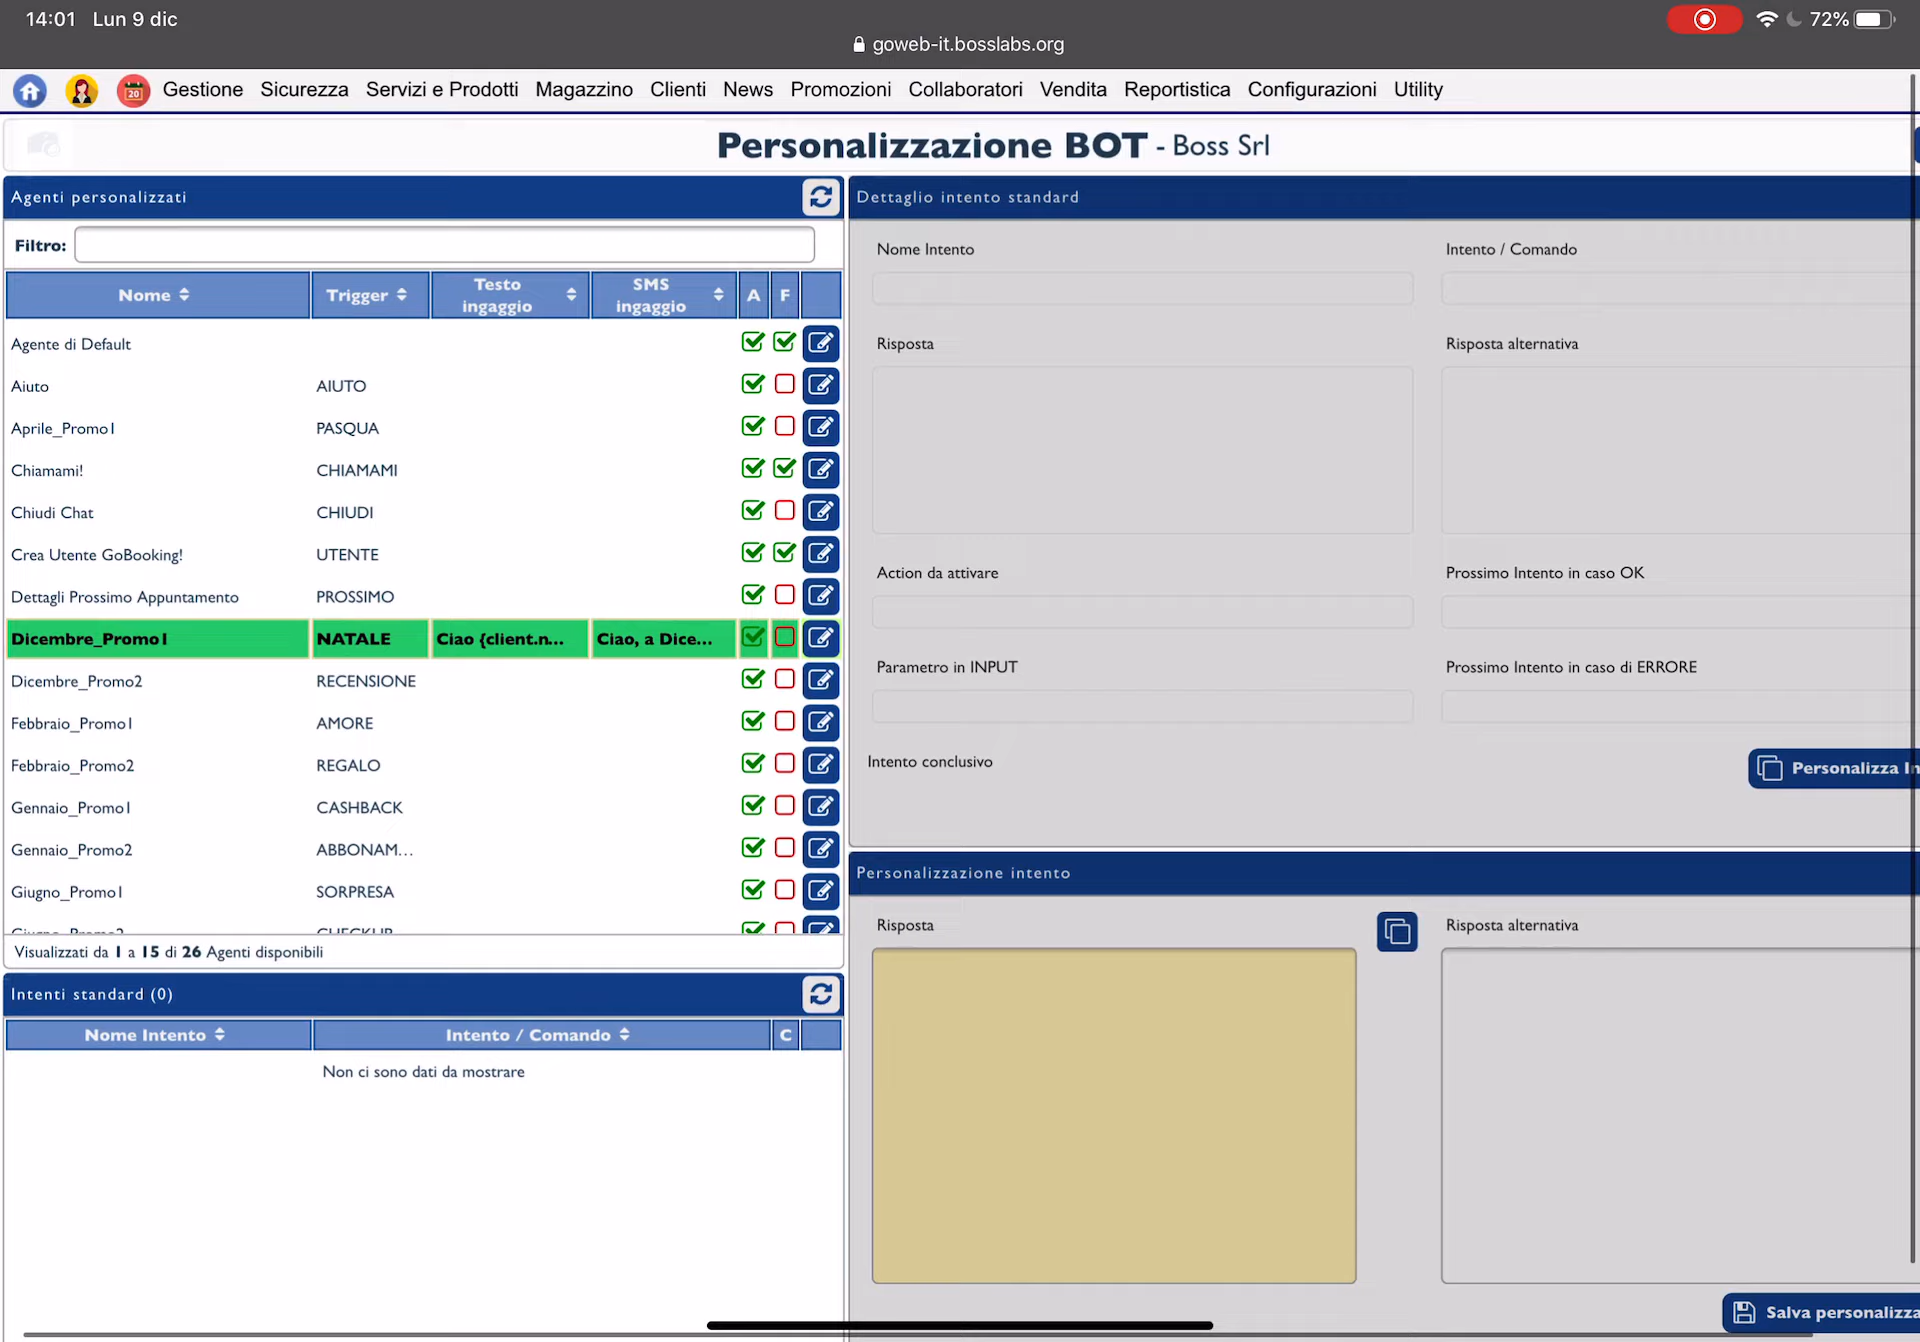 14:01 Lun 9 dic
72%
goweb-it.bosslabs.org
20
Gestione Sicurezza Servizi e Prodotti Magazzino Clienti News Promozioni Collaboratori Vendita Reportistica Configurazioni Utility
Personalizzazione BOT - Boss Srl
Agenti personalizzati
Filtro:
Nome Trigger Testo ingaggio SMS ingaggio A F
Agente di Default
Aiuto AIUTO
Aprile_Promo1 PASQUA
Chiamami! CHIAMAMI
Chiudi Chat CHIUDI
Crea Utente GoBooking! UTENTE
Dettagli Prossimo Appuntamento PROSSIMO
Dicembre_Promo1 NATALE Ciao {client.n... Ciao, a Dice...
Dicembre_Promo2 RECENSIONE
Febbraio_Promo1 AMORE
Febbraio_Promo2 REGALO
Gennaio_Promo1 CASHBACK
Gennaio_Promo2 ABBONAM...
Giugno_Promo1 SORPRESA
Giugno_Promo2 CHECKUP
Visualizzati da 1 a 15 di 26 Agenti disponibili
Intenti standard (0)
Nome Intento Intento / Comando C
Non ci sono dati da mostrare
Dettaglio intento standard
Nome Intento Intento / Comando
Risposta Risposta alternativa
Action da attivare Prossimo Intento in caso OK
Parametro in INPUT Prossimo Intento in caso di ERRORE
Intento conclusivo
Personalizza In
Personalizzazione intento
Risposta Risposta alternativa
Salva personalizza